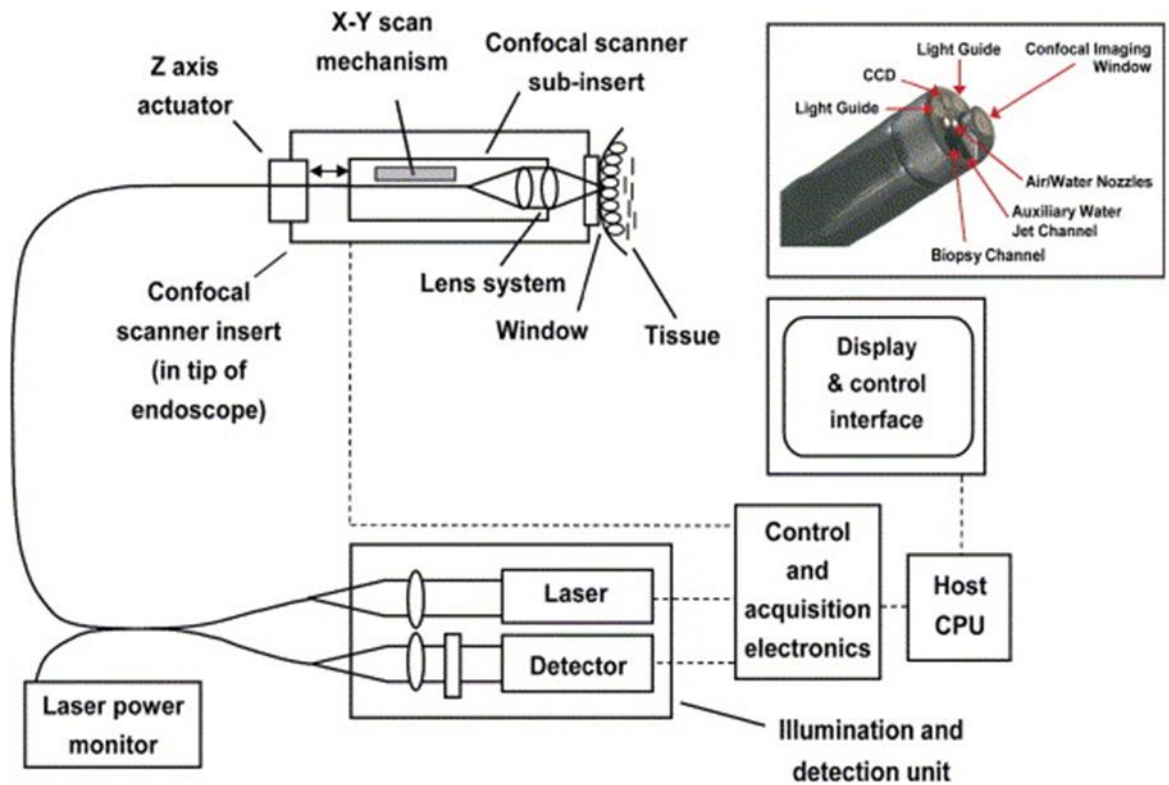 X-Y scan
mechanism
Confocal scanner
sub-insert
Z axis
actuator
Light Guide
Confocal Imaging
Window
CCD
Light Guide
Air/Water Nozzles
Auxiliary Water
Jet Channel
Biopsy Channel
Lens system
Window
Tissue
Confocal
scanner insert
(in tip of
endoscope)
Display
& control
interface
Control
and
acquisition
electronics
Host
CPU
Laser
Detector
Laser power
monitor
Illumination and
detection unit